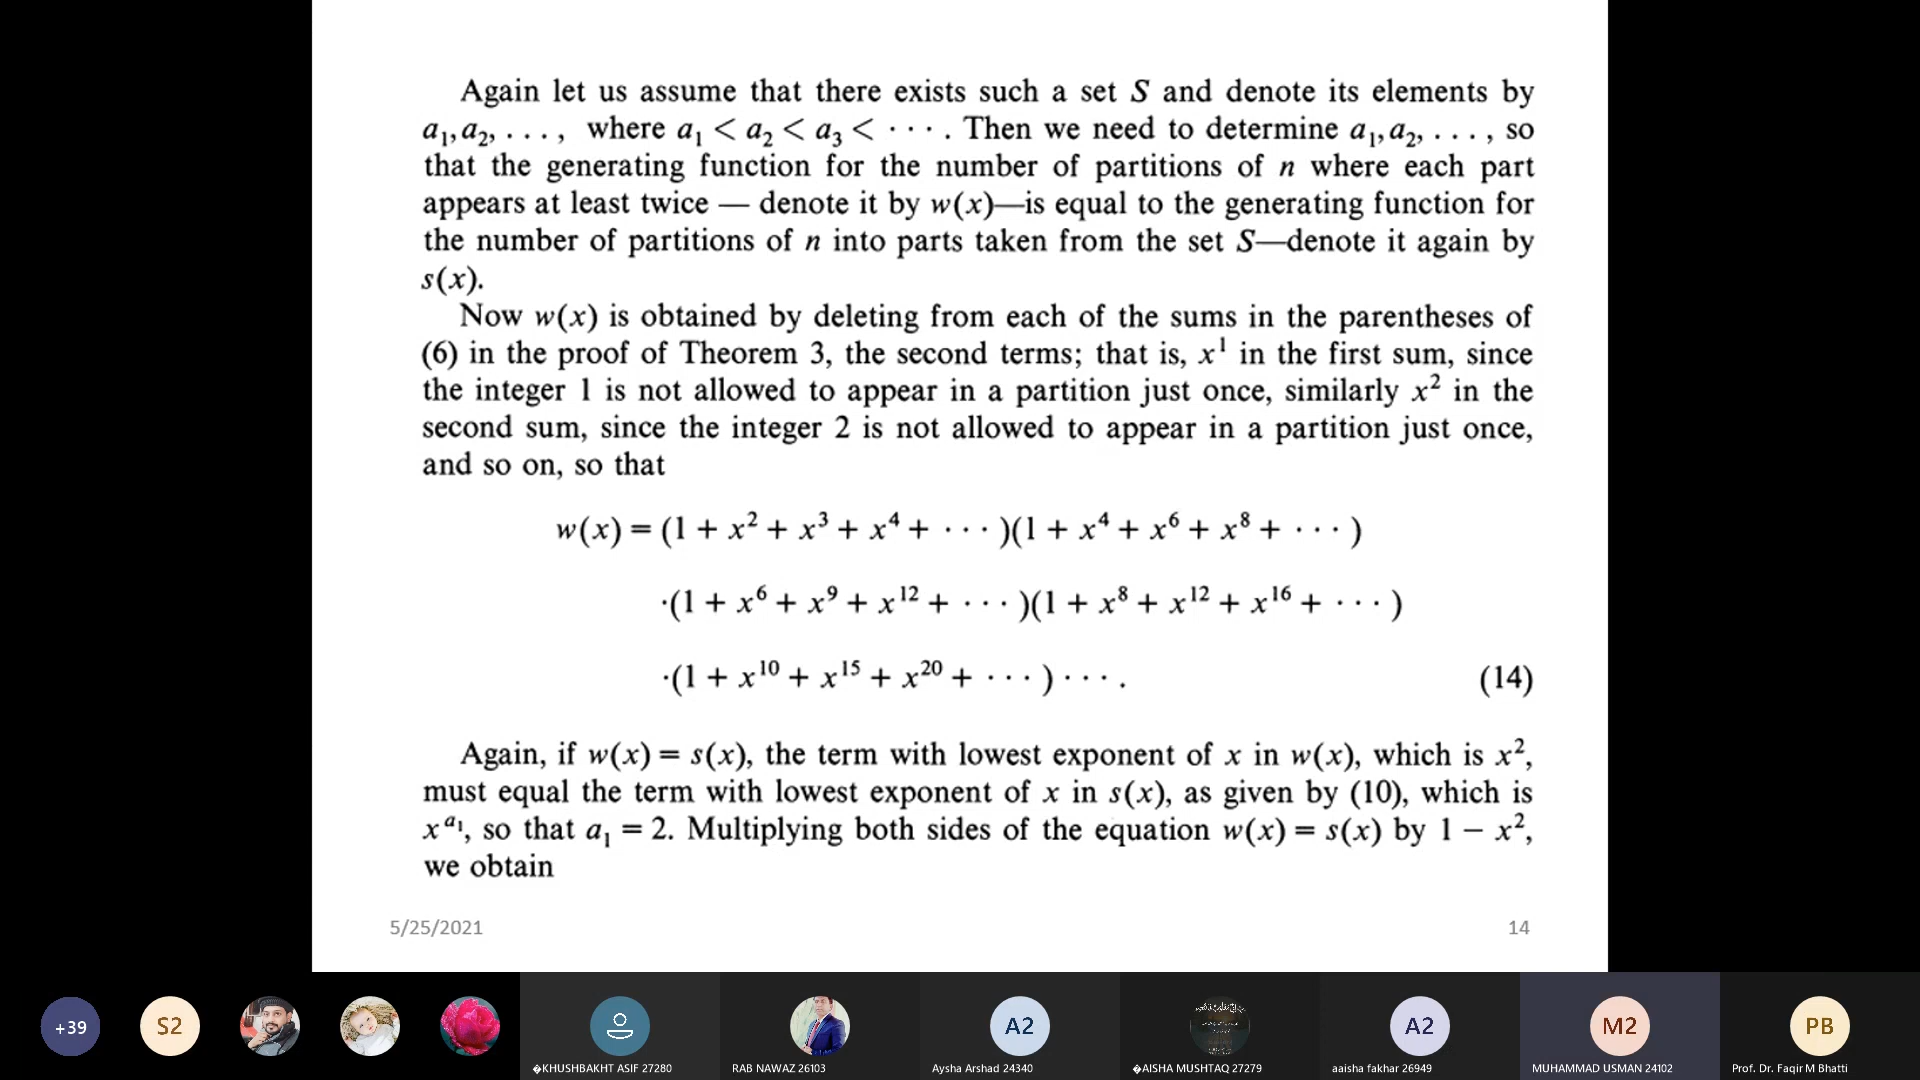 Again let us assume that there exists such a set S and denote its elements by
a₁, a₂, . . . , where a₁ < a₂ < a₃ < · · · . Then we need to determine a₁, a₂, . . . , so
that the generating function for the number of partitions of n where each part
appears at least twice — denote it by w(x)—is equal to the generating function for
the number of partitions of n into parts taken from the set S—denote it again by
s(x).
Now w(x) is obtained by deleting from each of the sums in the parentheses of
(6) in the proof of Theorem 3, the second terms; that is, x¹ in the first sum, since
the integer 1 is not allowed to appear in a partition just once, similarly x² in the
second sum, since the integer 2 is not allowed to appear in a partition just once,
and so on, so that
w(x) = (1 + x² + x³ + x⁴ + · · · )(1 + x⁴ + x⁶ + x⁸ + · · · )
·(1 + x⁶ + x⁹ + x¹² + · · · )(1 + x⁸ + x¹² + x¹⁶ + · · · )
·(1 + x¹⁰ + x¹⁵ + x²⁰ + · · · ) · · · . (14)
Again, if w(x) = s(x), the term with lowest exponent of x in w(x), which is x²,
must equal the term with lowest exponent of x in s(x), as given by (10), which is
x^a₁, so that a₁ = 2. Multiplying both sides of the equation w(x) = s(x) by 1 − x²,
we obtain
5/25/2021 14
+39 S2 A2 A2 M2 PB
�KHUSHBAKHT ASIF 27280 RAB NAWAZ 26103 Aysha Arshad 24340 �AISHA MUSHTAQ 27279 aaisha fakhar 26949 MUHAMMAD USMAN 24102 Prof. Dr. Faqir M Bhatti